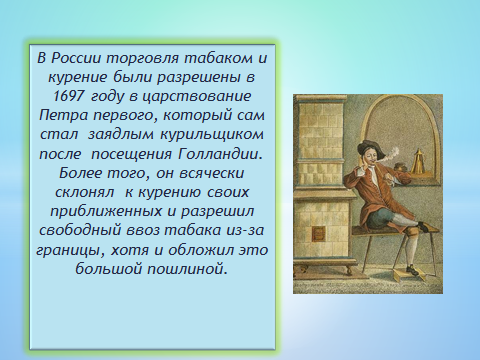 В России торговля табаком и
курение были разрешены в
1697 году в царствование
Петра первого, который сам
стал заядлым курильщиком
после посещения Голландии.
Более того, он всячески
склонял к курению своих
приближенных и разрешил
свободный ввоз табака из-за
границы, хотя и обложил это
большой пошлиной.